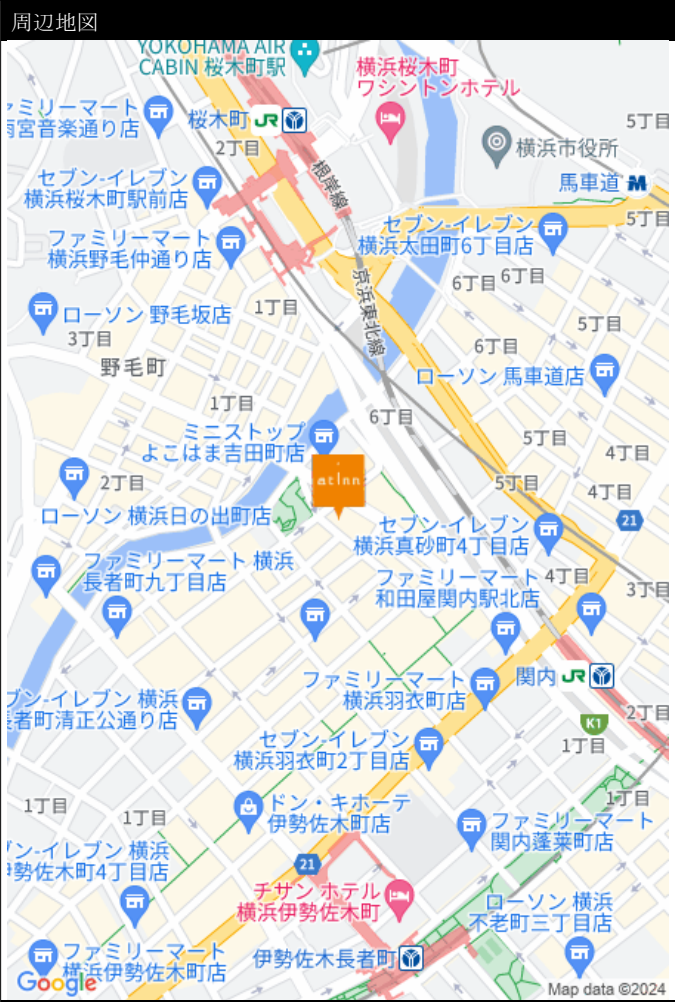 周辺地図
YOKOHAMA AIR
CABIN 桜木町駅
横浜桜木町
ワシントンホテル
ァミリーマート
雨宮音楽通り店
桜木町 JR
5丁目
2丁目
横浜市役所
根岸線
セブン-イレブン
横浜桜木町駅前店
馬車道 M
5丁目
セブン-イレブン
横浜太田町6丁目店
ファミリーマート
横浜野毛仲通り店
6丁目
6丁目
京浜東北線
ローソン 野毛坂店
1丁目
3丁目
5丁目
6丁目
野毛町
ローソン 馬車道店
1丁目
6丁目
ミニストップ
よこはま吉田町店
5丁目
4丁目
at inn
2丁目
5丁目
4丁目
ローソン 横浜日の出町店
21
セブン-イレブン
横浜真砂町4丁目店
ファミリーマート 横浜
長者町九丁目店
ファミリーマート
和田屋関内駅北店
4丁目
3丁目
ファミリーマート
横浜羽衣町店
関内 JR
ブン-イレブン 横浜
長者町清正公通り店
K1
2丁目
セブン-イレブン
横浜羽衣町2丁目店
1丁目
1丁目
1丁目
1丁目
ドン・キホーテ
伊勢佐木町店
ファミリーマート
関内蓬莱町店
ブン-イレブン 横浜
伊勢佐木町4丁目店
21
チサン ホテル
横浜伊勢佐木町
ローソン 横浜
不老町三丁目店
ファミリーマート
横浜伊勢佐木町店
伊勢佐木長者町
Google
Map data ©2024